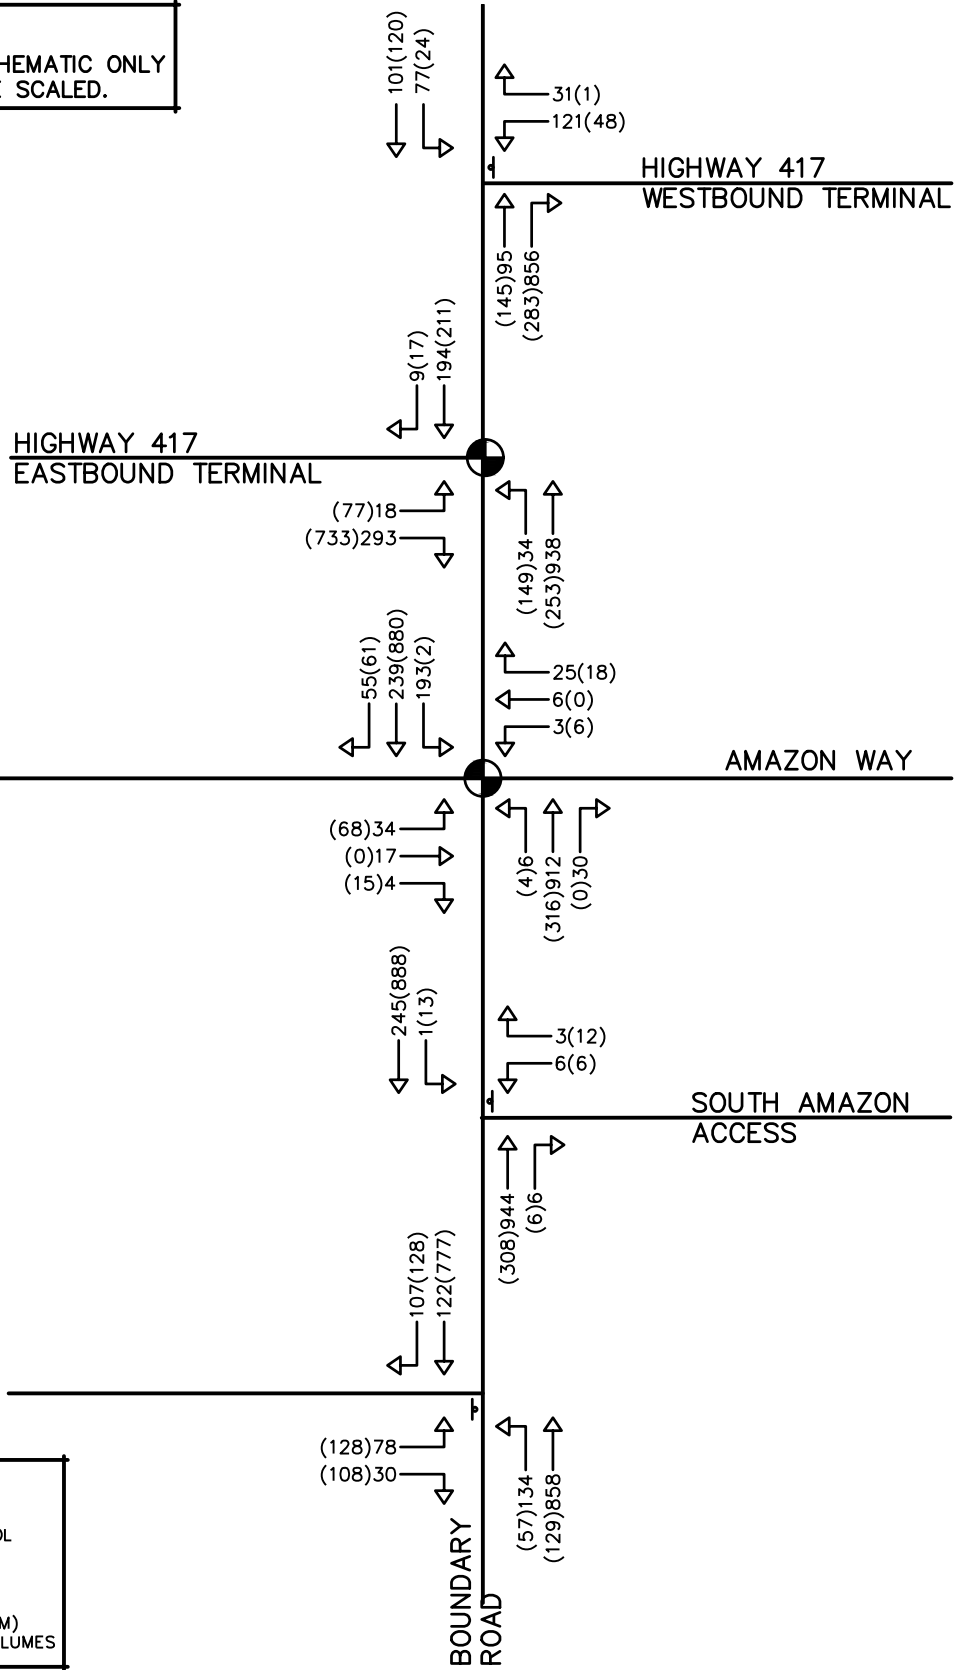 HEMATIC ONLY
SCALED.
101(120)
77(24)
31(1)
121(48)
HIGHWAY 417
WESTBOUND TERMINAL
(145)95
(283)856
9(17)
194(211)
HIGHWAY 417
EASTBOUND TERMINAL
(77)18
(733)293
(149)34
(253)938
55(61)
239(880)
193(2)
25(18)
6(0)
3(6)
AMAZON WAY
(68)34
(0)17
(15)4
(4)6
(316)912
(0)30
245(888)
1(13)
3(12)
6(6)
SOUTH AMAZON
ACCESS
(308)944
(6)6
107(128)
122(777)
(128)78
(108)30
(57)134
(129)858
BOUNDARY
ROAD
OL
M)
LUMES